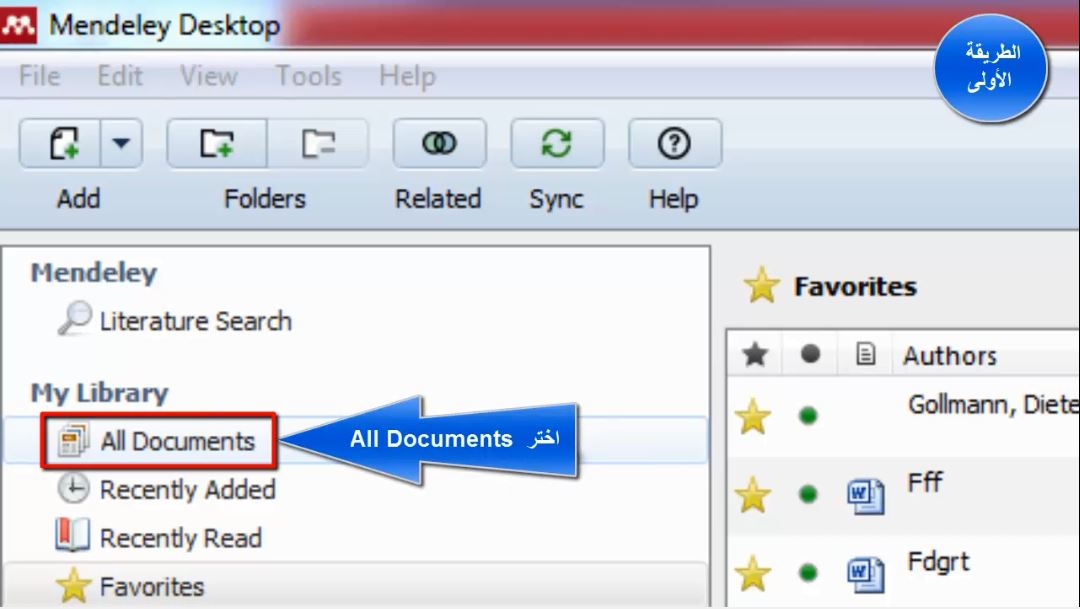 Mendeley Desktop
الطريقة
الأولى
File Edit View Tools Help
Add Folders Related Sync Help
Mendeley
Literature Search
My Library
All Documents
اختر All Documents
Recently Added
Recently Read
Favorites
Favorites
Authors
Gollmann, Diete
Fff
Fdgrt